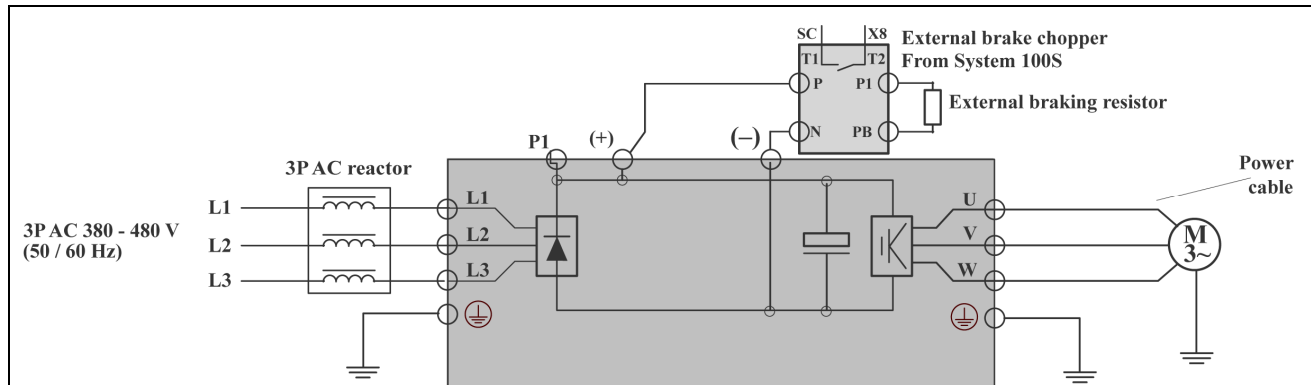 SC X8
External brake chopper
From System 100S
T1 T2
P P1
External braking resistor
N PB
P1 (+) (–)
3P AC reactor
Power
cable
L1 L1 U
3P AC 380 - 480 V
(50 / 60 Hz)
L2 L2 V
M
3~
L3 L3 W